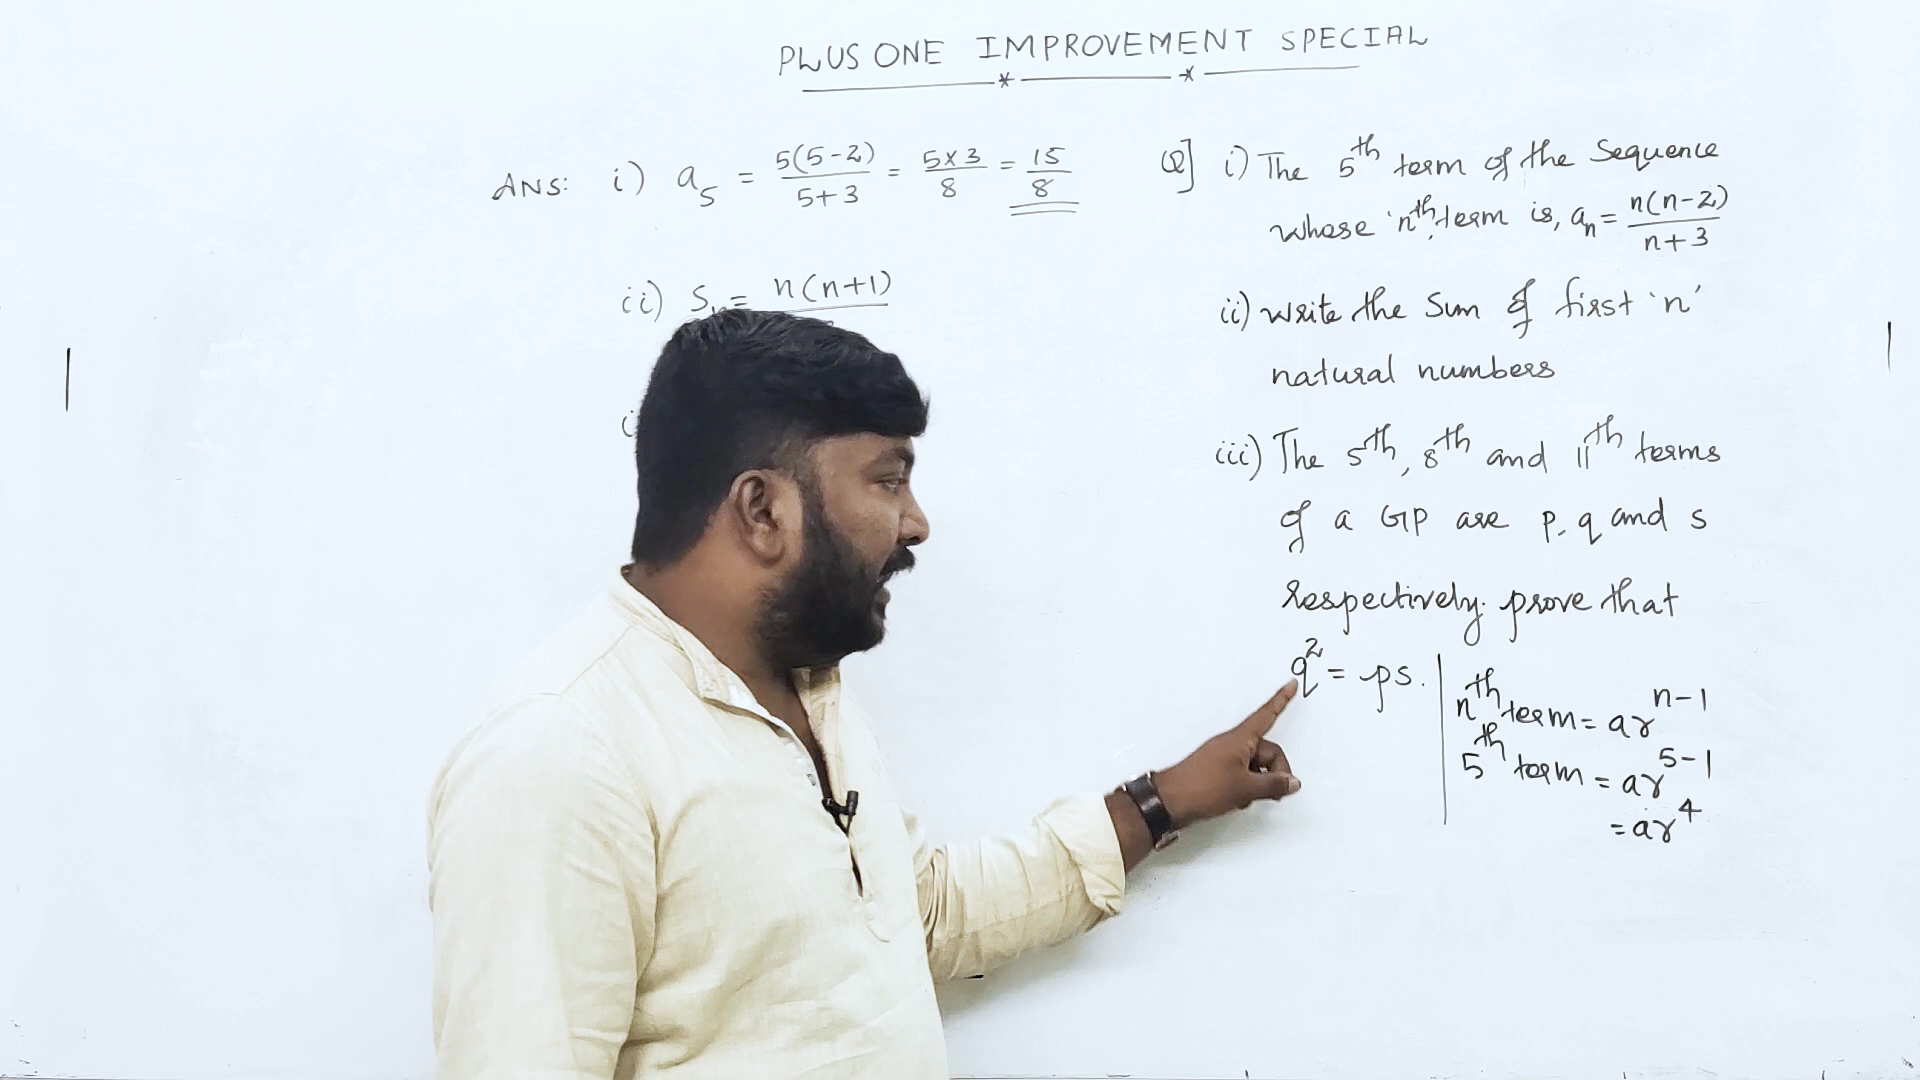 PLUS ONE IMPROVEMENT SPECIAL
ANS: i) a₅ = 5(5-2)/5+3 = 5×3/8 = 15/8
ii) Sₙ = n(n+1)
Q] i) The 5th term of the sequence
whose 'nth' term is, aₙ = n(n-2)/n+3
ii) write the sum of first 'n'
natural numbers
iii) The 5th, 8th and 11th terms
of a GP are p, q and s
respectively. prove that
q² = ps.
nth term = ar^n-1
5th term = ar^5-1
= ar^4